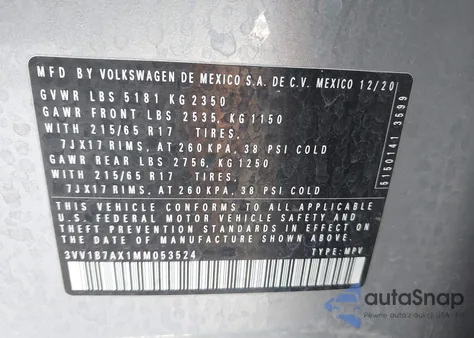 MFD BY VOLKSWAGEN DE MEXICO S.A. DE C.V. MEXICO 12/20
GVWR LBS 5181 KG 2350
GAWR FRONT LBS 2535, KG 1150
WITH 215/65 R17 TIRES,
7JX17 RIMS, AT 260 KPA, 38 PSI COLD
GAWR REAR LBS 2756, KG 1250
WITH 215/65 R17 TIRES,
7JX17 RIMS, AT 260 KPA, 38 PSI COLD
THIS VEHICLE CONFORMS TO ALL APPLICABLE
U.S. FEDERAL MOTOR VEHICLE SAFETY AND
THEFT PREVENTION STANDARDS IN EFFECT ON
THE DATE OF MANUFACTURE SHOWN ABOVE.
3VV1B7AX1MM053524 TYPE: MPV
5150141 3699
autoSnap
Pewne auta z aukcji USA